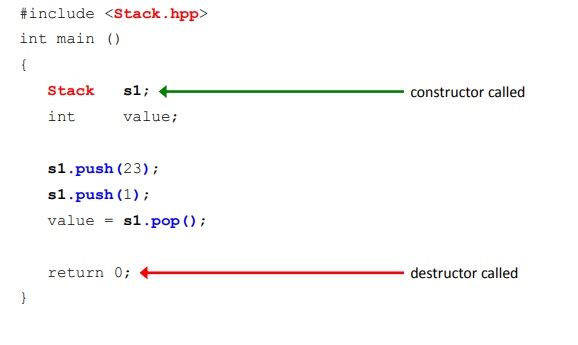 #include <Stack.hpp>
int main ()
{
Stack s1; constructor called
int value;
s1.push(23);
s1.push(1);
value = s1.pop();
return 0; destructor called
}